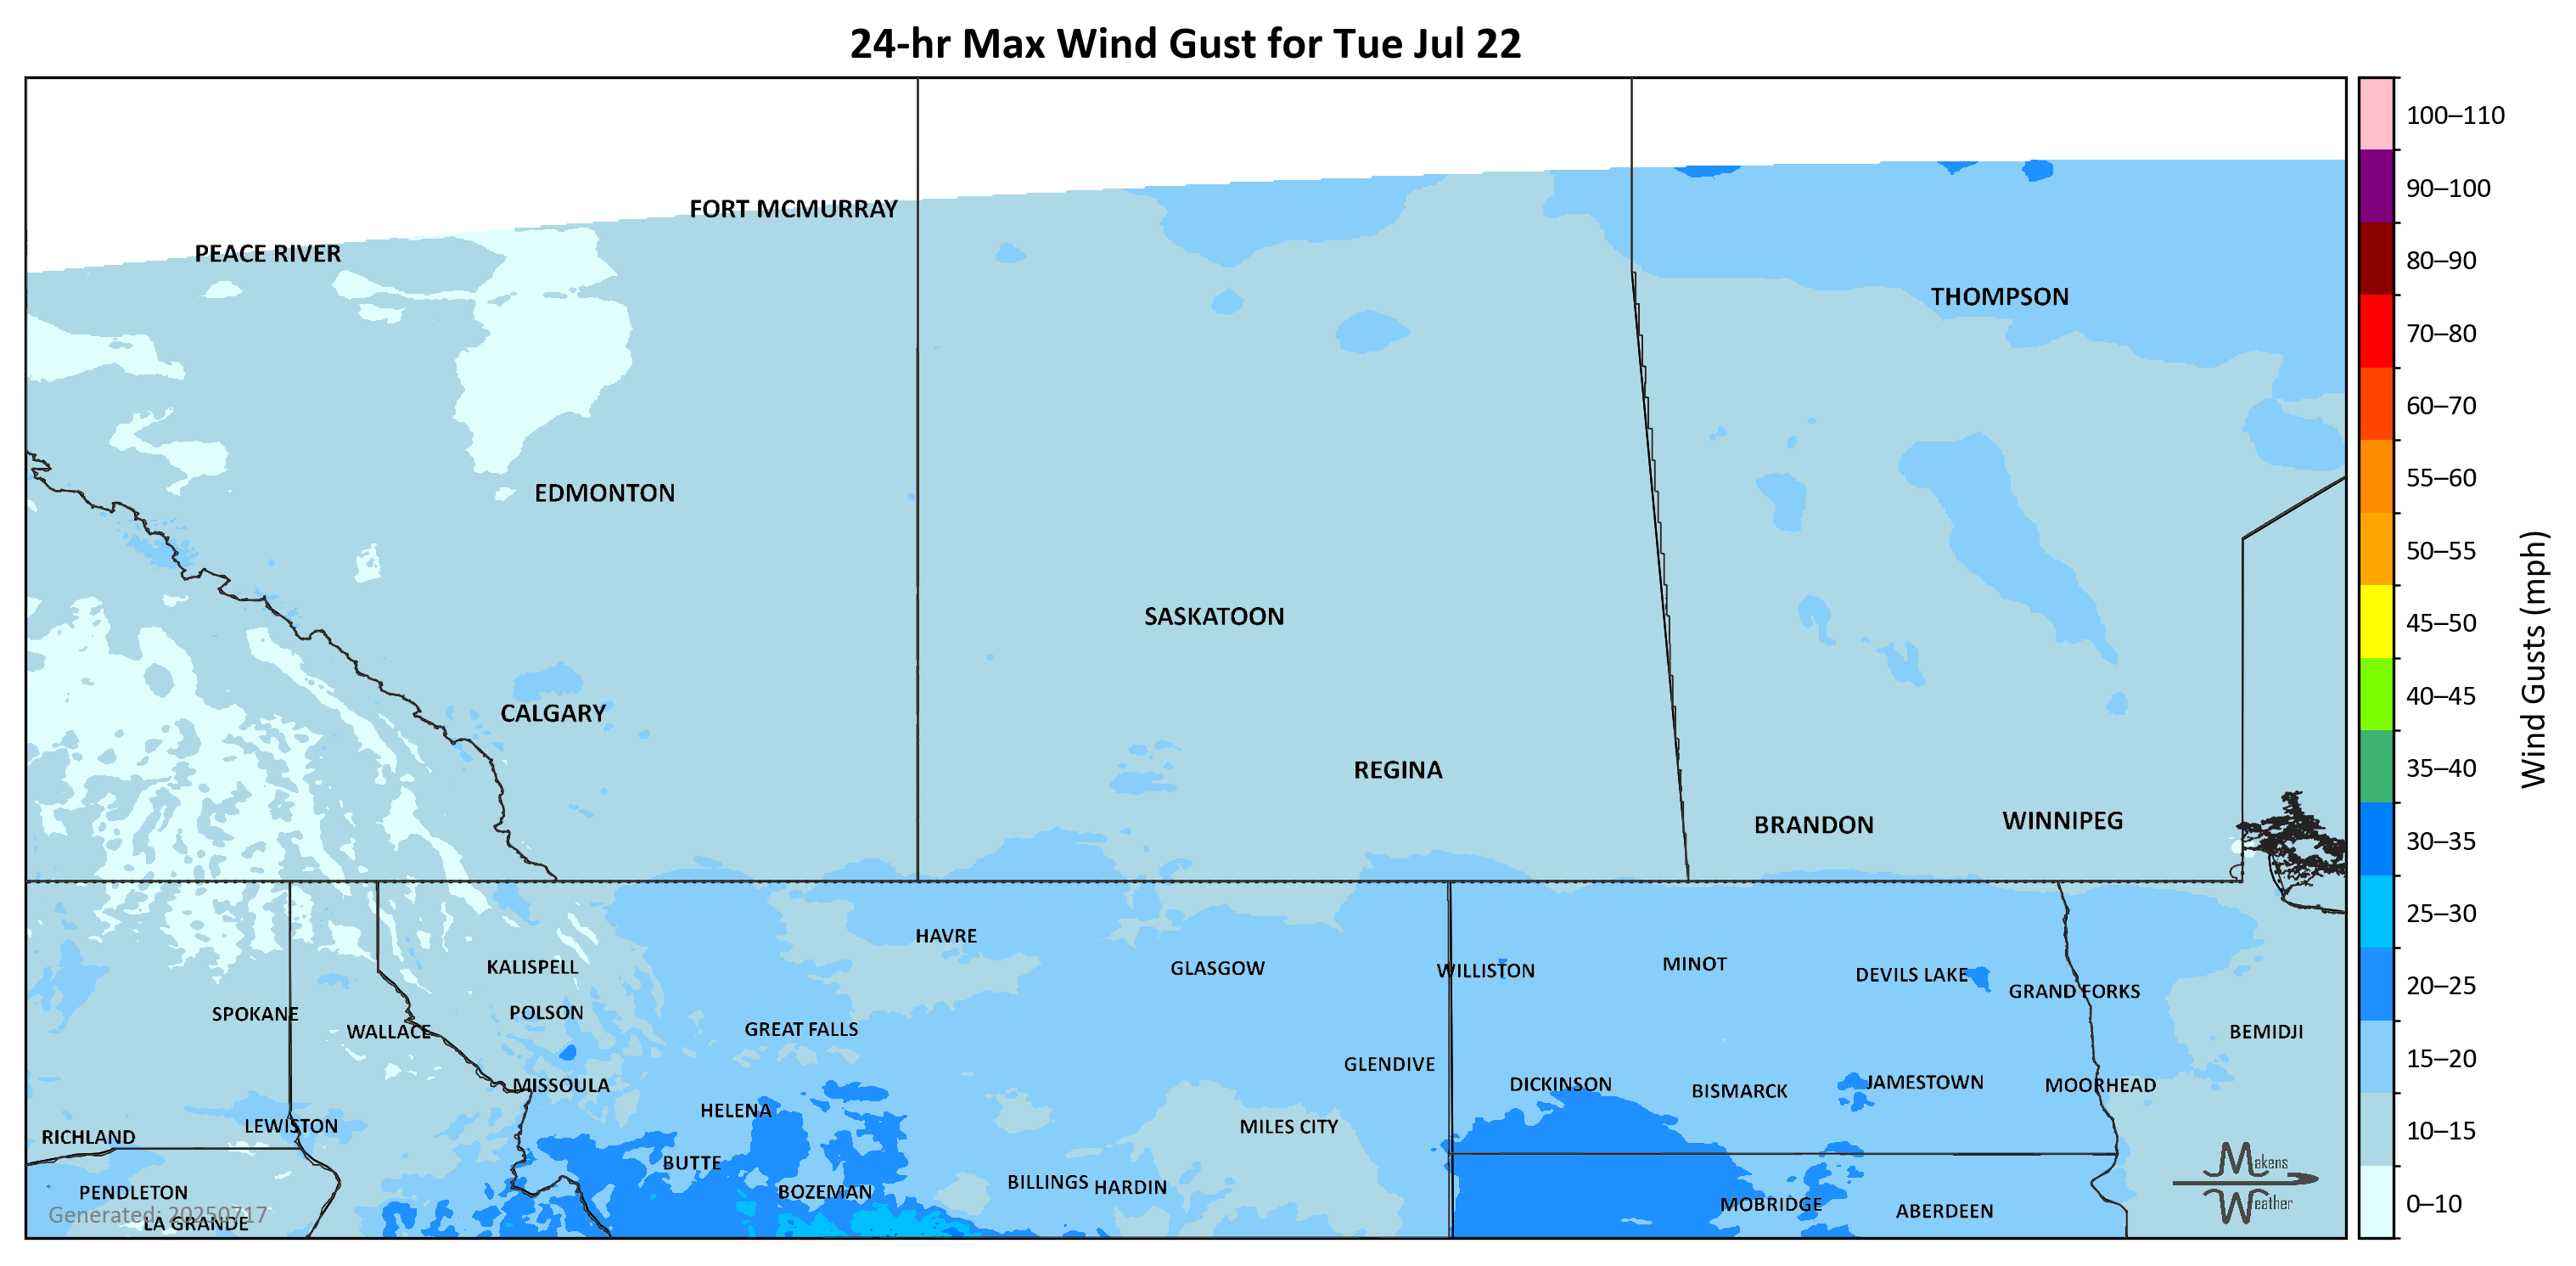 24-hr Max Wind Gust for Tue Jul 22
100–110
FORT MCMURRAY
90–100
PEACE RIVER
80–90
THOMPSON
70–80
60–70
EDMONTON
55–60
50–55
SASKATOON
45–50
Wind Gusts (mph)
CALGARY
40–45
REGINA
35–40
BRANDON
WINNIPEG
30–35
HAVRE
25–30
KALISPELL
GLASGOW
WILLISTON
MINOT
DEVILS LAKE
GRAND FORKS
20–25
SPOKANE
POLSON
WALLACE
GREAT FALLS
BEMIDJI
15–20
GLENDIVE
MISSOULA
DICKINSON
BISMARCK
JAMESTOWN
MOORHEAD
HELENA
LEWISTON
MILES CITY
RICHLAND
10–15
BUTTE
Makens
PENDLETON
BOZEMAN
BILLINGS
HARDIN
MOBRIDGE
ABERDEEN
Weather
0–10
Generated: 20250717
LA GRANDE